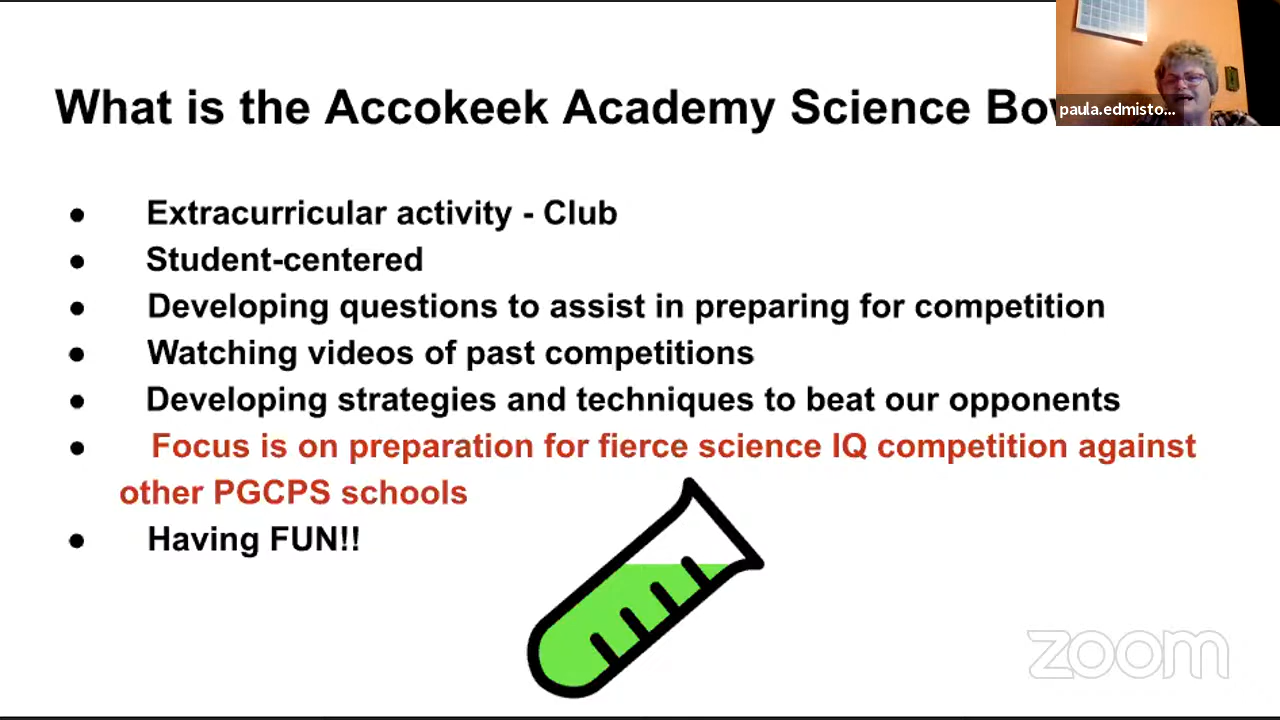 What is the Accokeek Academy Science
paula.edmisto...
● Extracurricular activity - Club
● Student-centered
● Developing questions to assist in preparing for competition
● Watching videos of past competitions
● Developing strategies and techniques to beat our opponents
● Focus is on preparation for fierce science IQ competition against
other PGCPS schools
● Having FUN!!
zoom